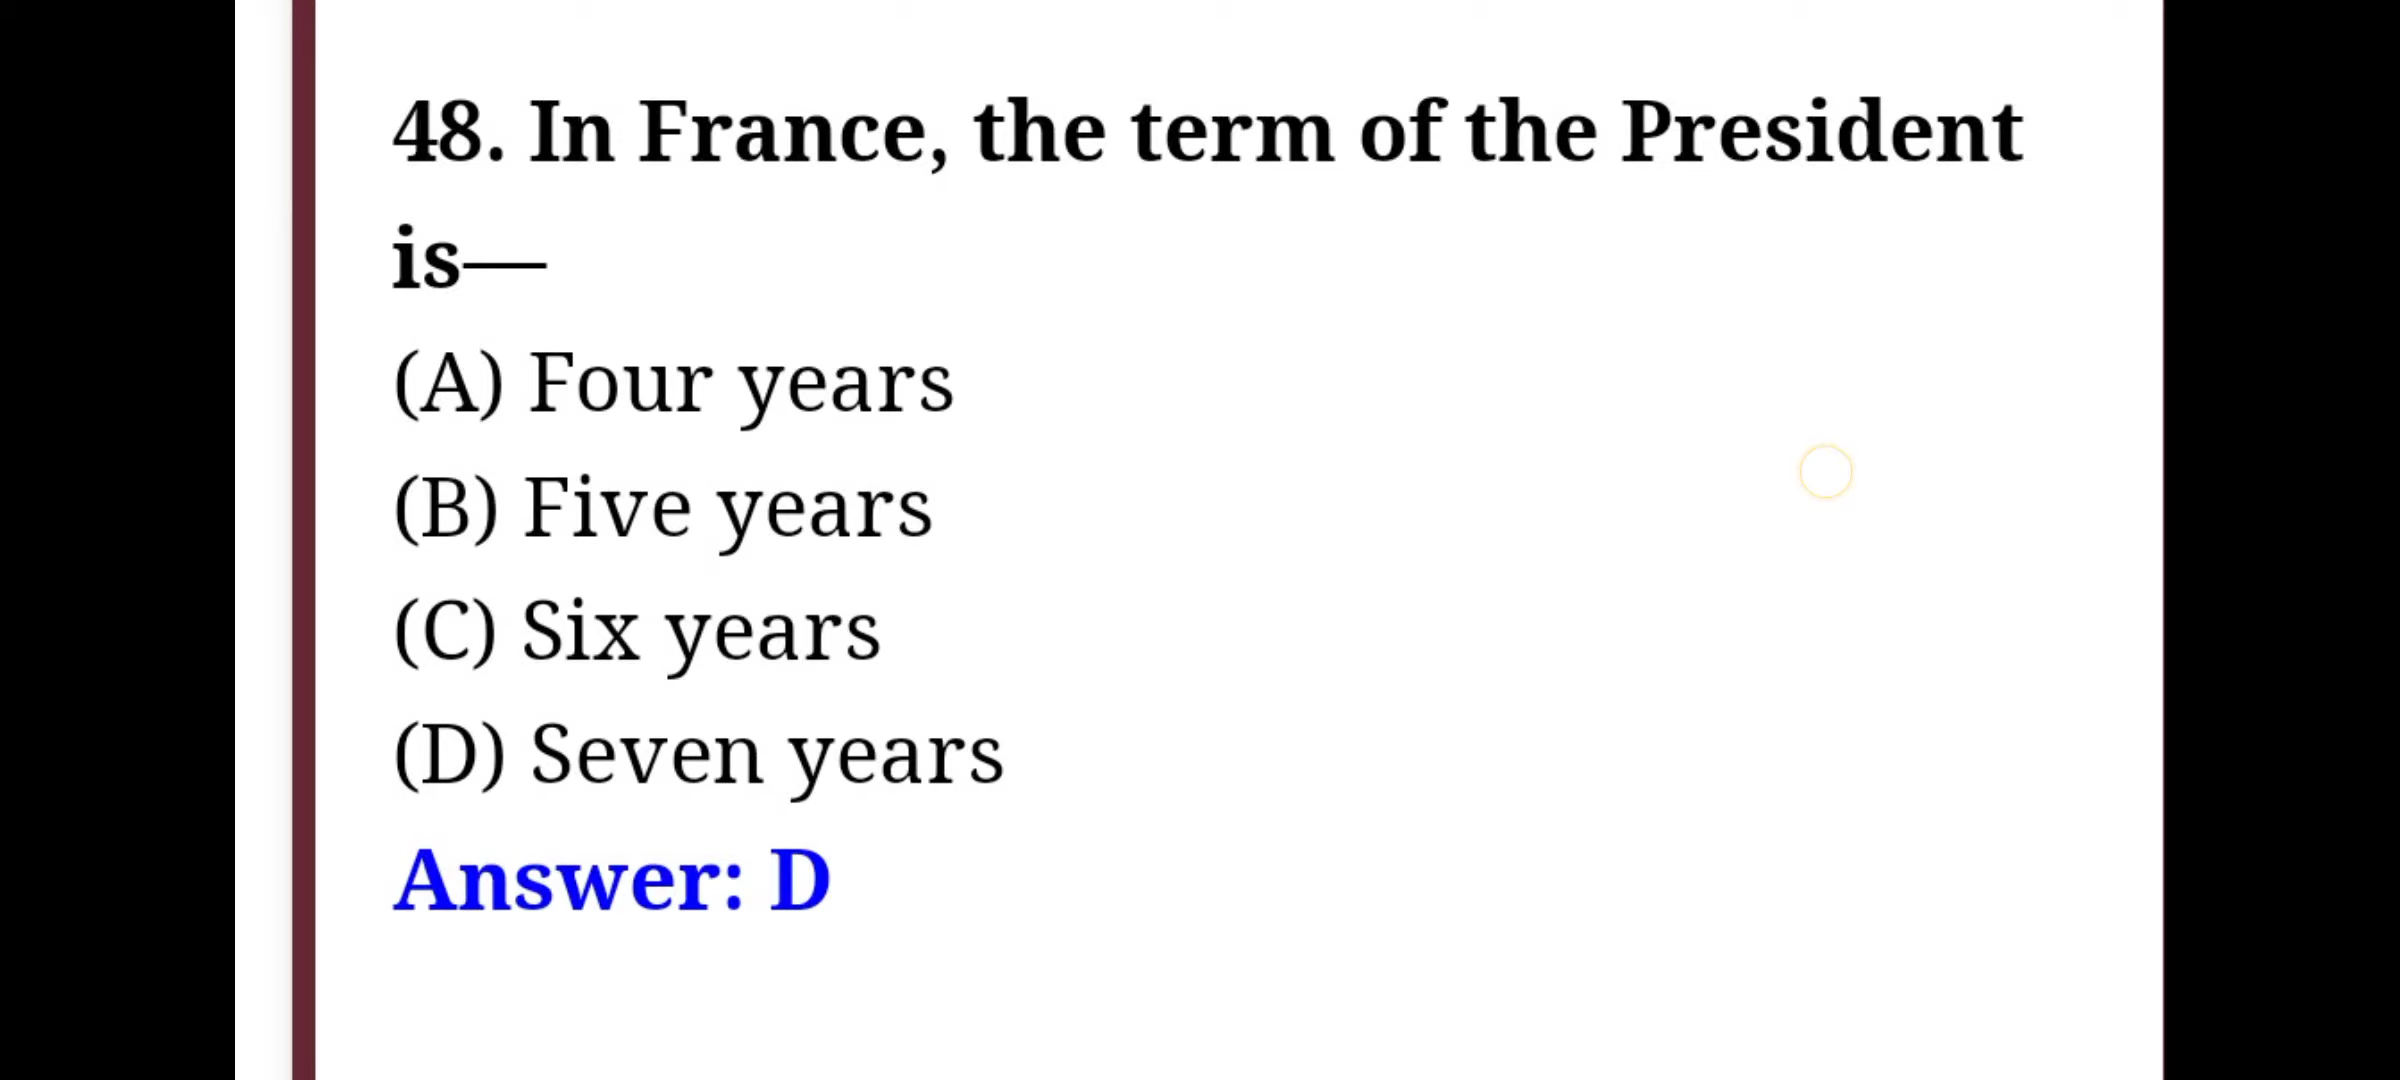 48. In France, the term of the President
is—
(A) Four years
(B) Five years
(C) Six years
(D) Seven years
Answer: D